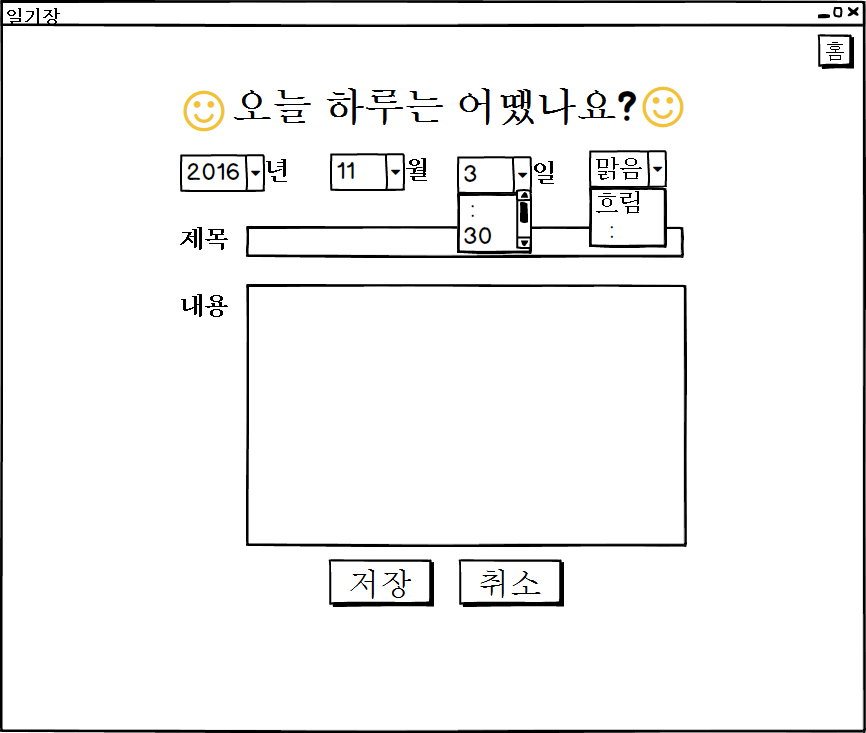 일기장
홈
오늘 하루는 어땠나요?
2016 년 11 월 3 일 맑음
: 흐림
30 :
제목
내용
저장 취소